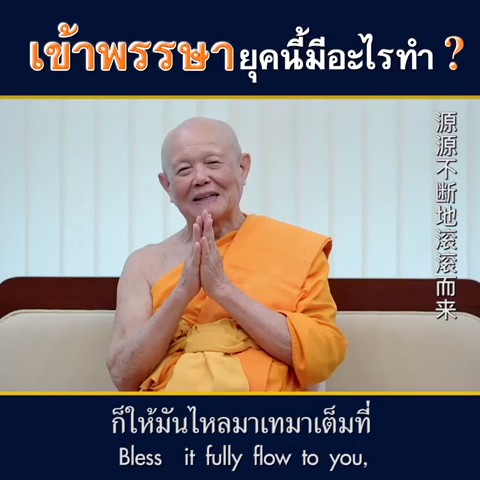 เข้าพรรษายุคนี้มีอะไรทำ ?
源源不断地滚滚而来
ก็ให้มันไหลมาเทมาเต็มที่
Bless it fully flow to you,